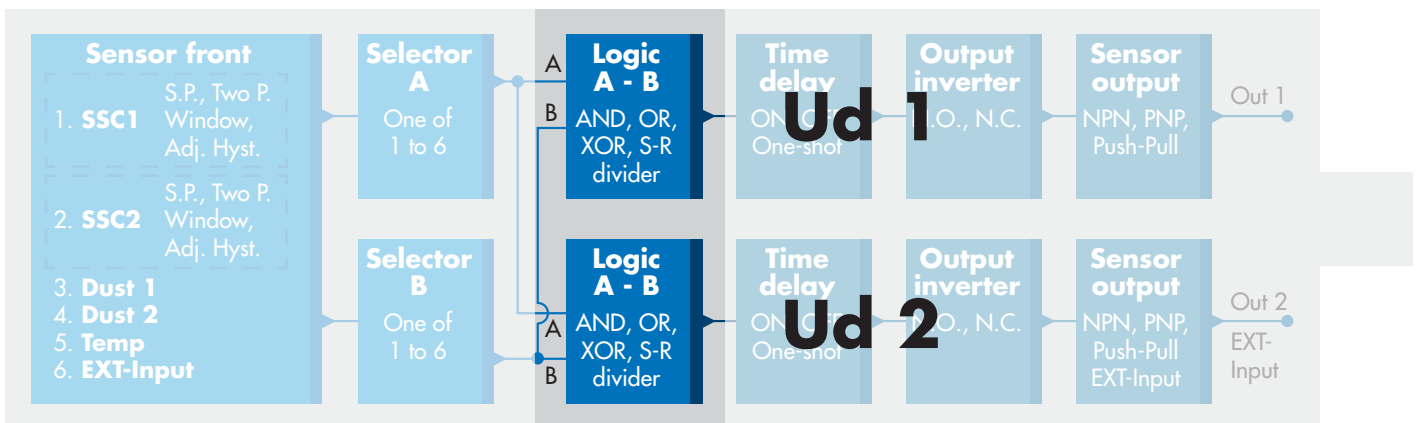 Sensor front
1. SSC1
S.P., Two P.
Window,
Adj. Hyst.
2. SSC2
S.P., Two P.
Window,
Adj. Hyst.
3. Dust 1
4. Dust 2
5. Temp
6. EXT-Input
Selector
A
One of
1 to 6
Selector
B
One of
1 to 6
A
B
Logic
A - B
AND, OR,
XOR, S-R
divider
A
B
Logic
A - B
AND, OR,
XOR, S-R
divider
Time
delay
One-shot
Ud 1
Output
inverter
N.O., N.C.
Sensor
output
NPN, PNP,
Push-Pull
Out 1
Time
delay
One-shot
Ud 2
Output
inverter
N.O., N.C.
Sensor
output
NPN, PNP,
Push-Pull
EXT-Input
Out 2
EXT-
Input